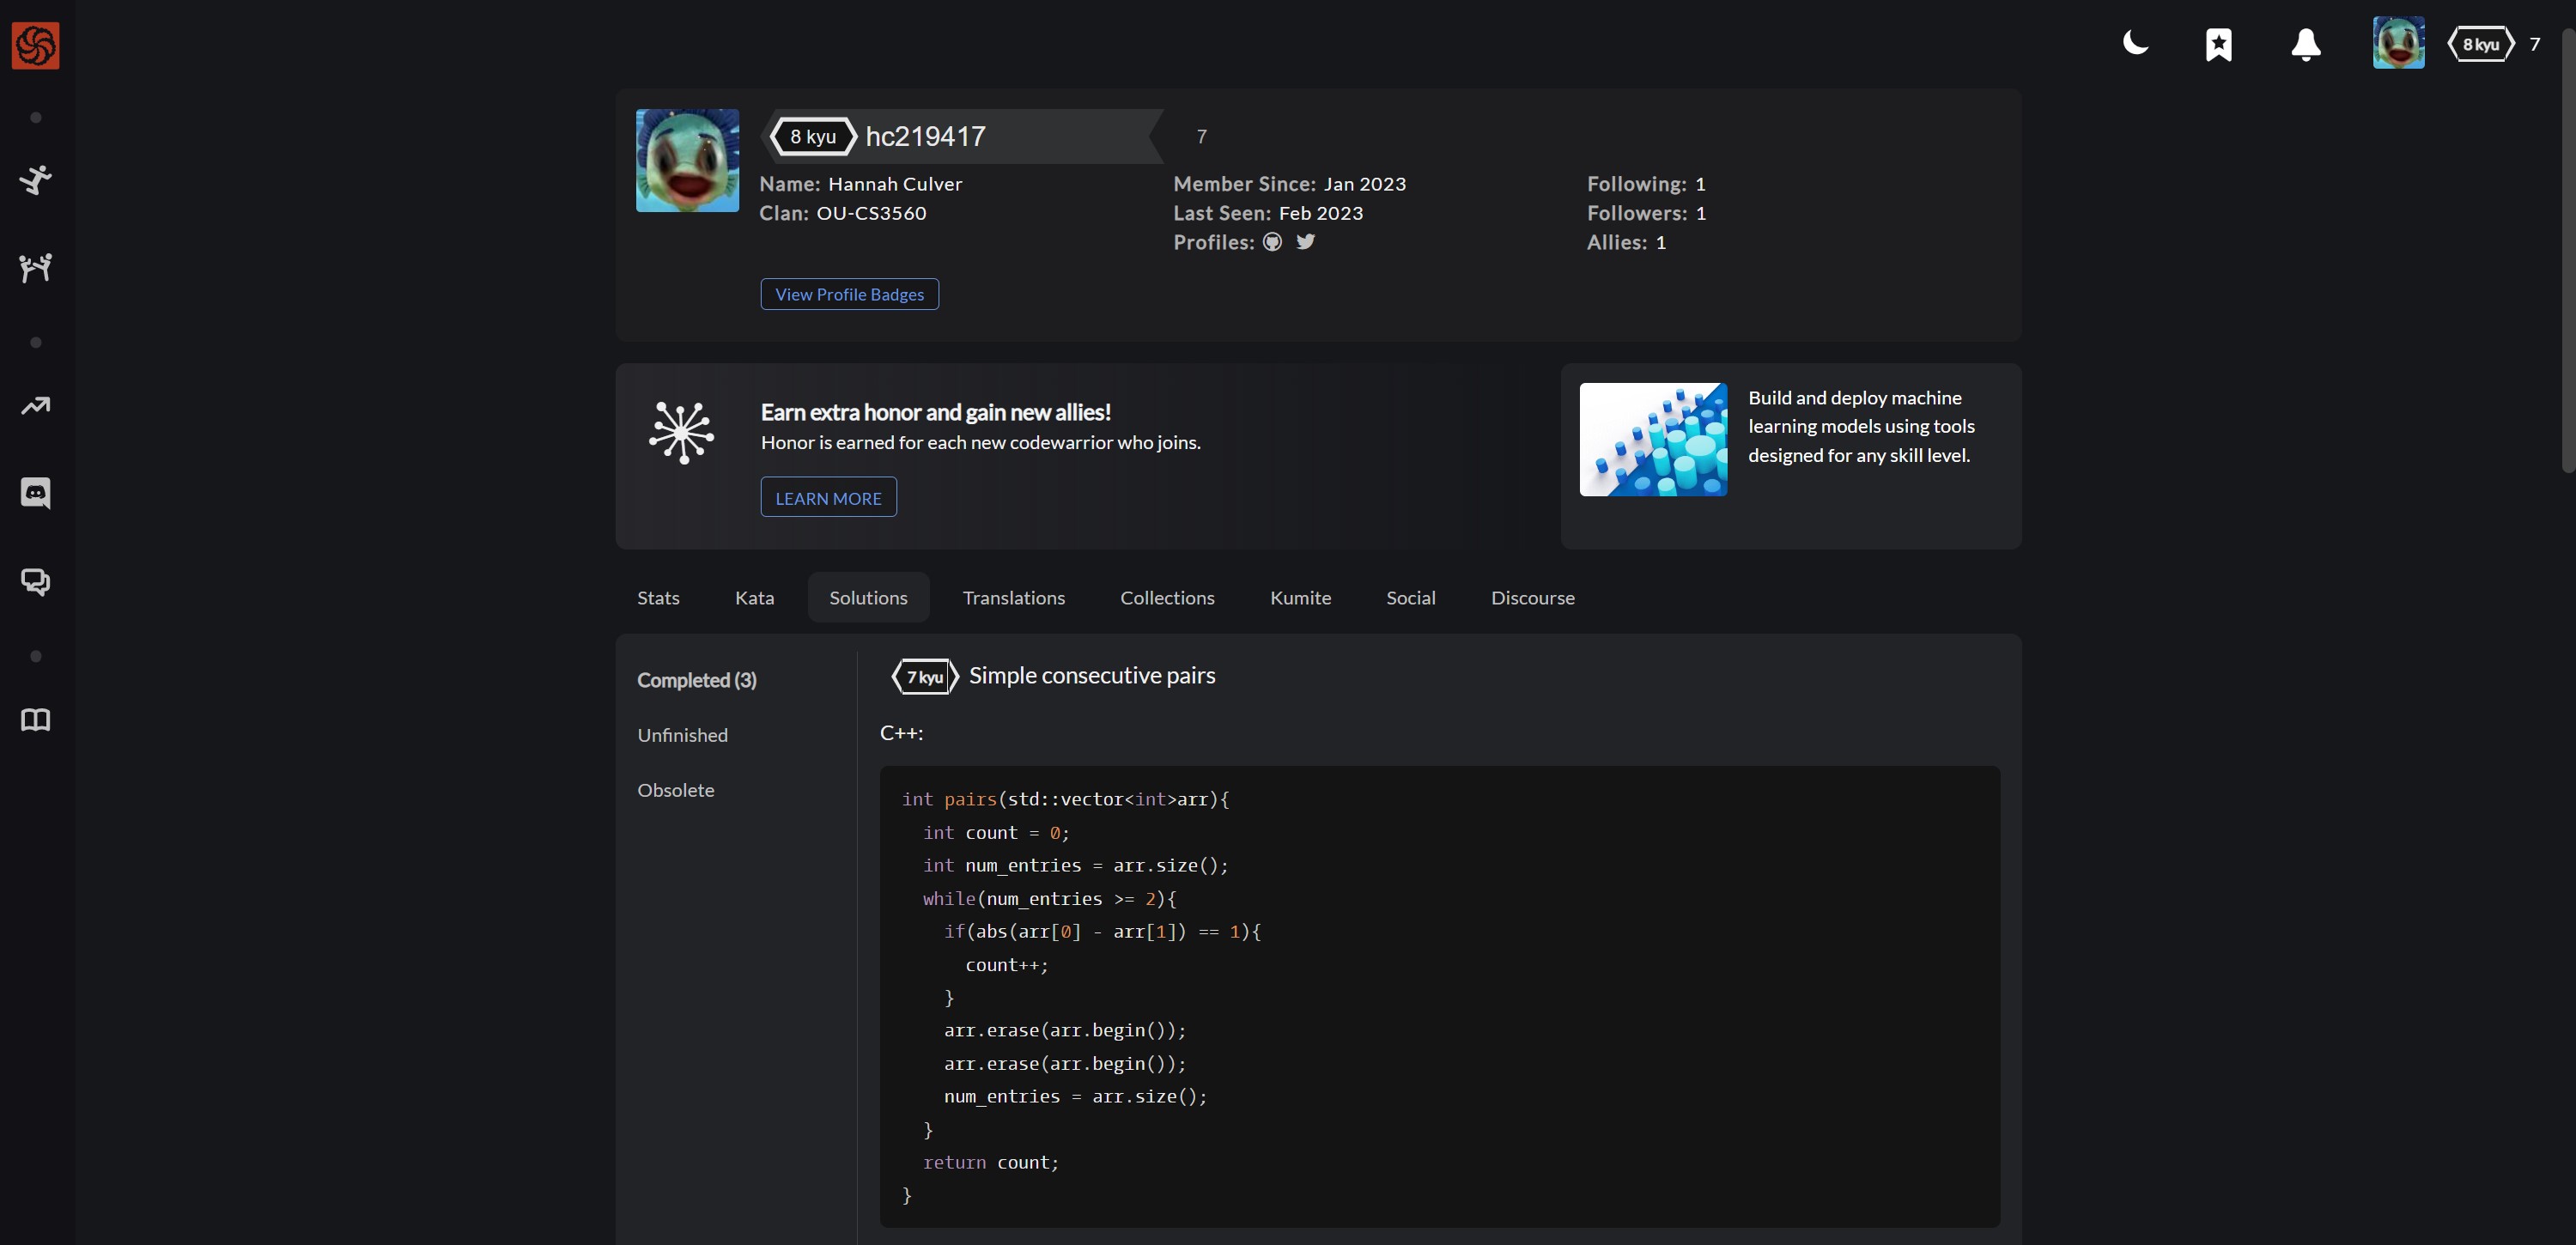 8 kyu 7
8 kyu hc219417 7
Name: Hannah Culver
Clan: OU-CS3560
Member Since: Jan 2023
Last Seen: Feb 2023
Profiles:
Following: 1
Followers: 1
Allies: 1
View Profile Badges
Earn extra honor and gain new allies!
Honor is earned for each new codewarrior who joins.
LEARN MORE
Build and deploy machine
learning models using tools
designed for any skill level.
Stats Kata Solutions Translations Collections Kumite Social Discourse
Completed (3)
Unfinished
Obsolete
7 kyu Simple consecutive pairs
C++:
int pairs(std::vector<int>arr){
  int count = 0;
  int num_entries = arr.size();
  while(num_entries >= 2){
    if(abs(arr[0] - arr[1]) == 1){
      count++;
    }
    arr.erase(arr.begin());
    arr.erase(arr.begin());
    num_entries = arr.size();
  }
  return count;
}